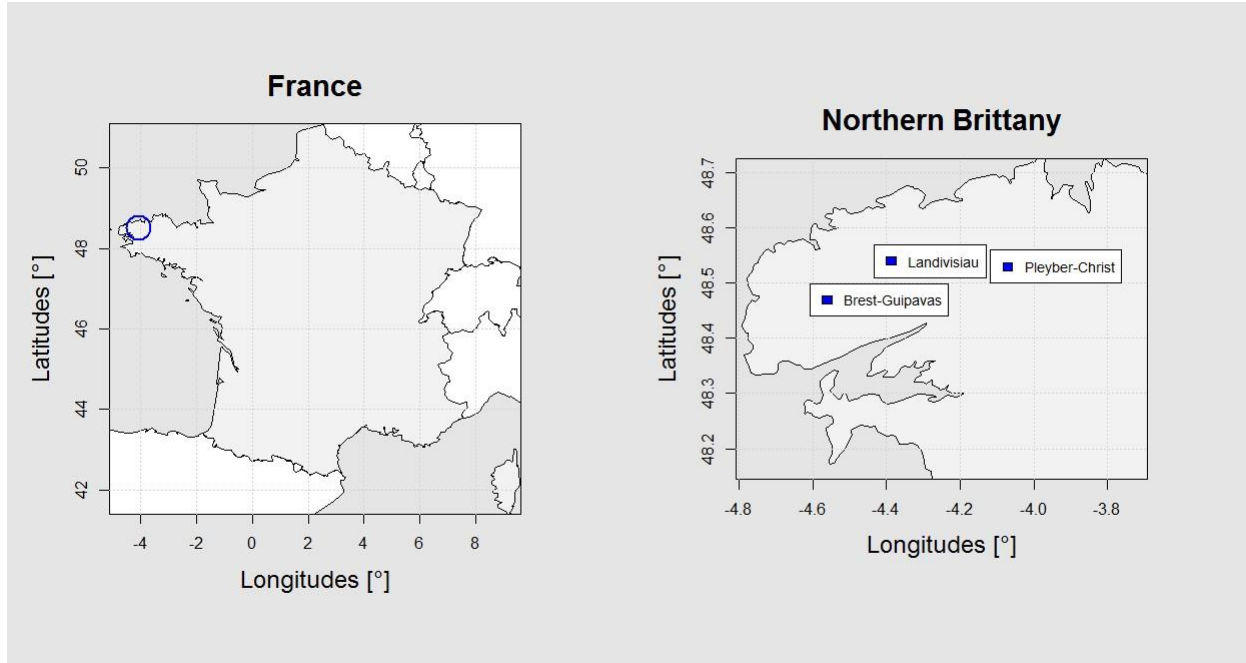 France
50
48
46
44
42
Latitudes [°]
-4 -2 0 2 4 6 8
Longitudes [°]
Northern Brittany
48.7
48.6
48.5
48.4
48.3
48.2
Latitudes [°]
Landivisiau
Pleyber-Christ
Brest-Guipavas
-4.8 -4.6 -4.4 -4.2 -4.0 -3.8
Longitudes [°]